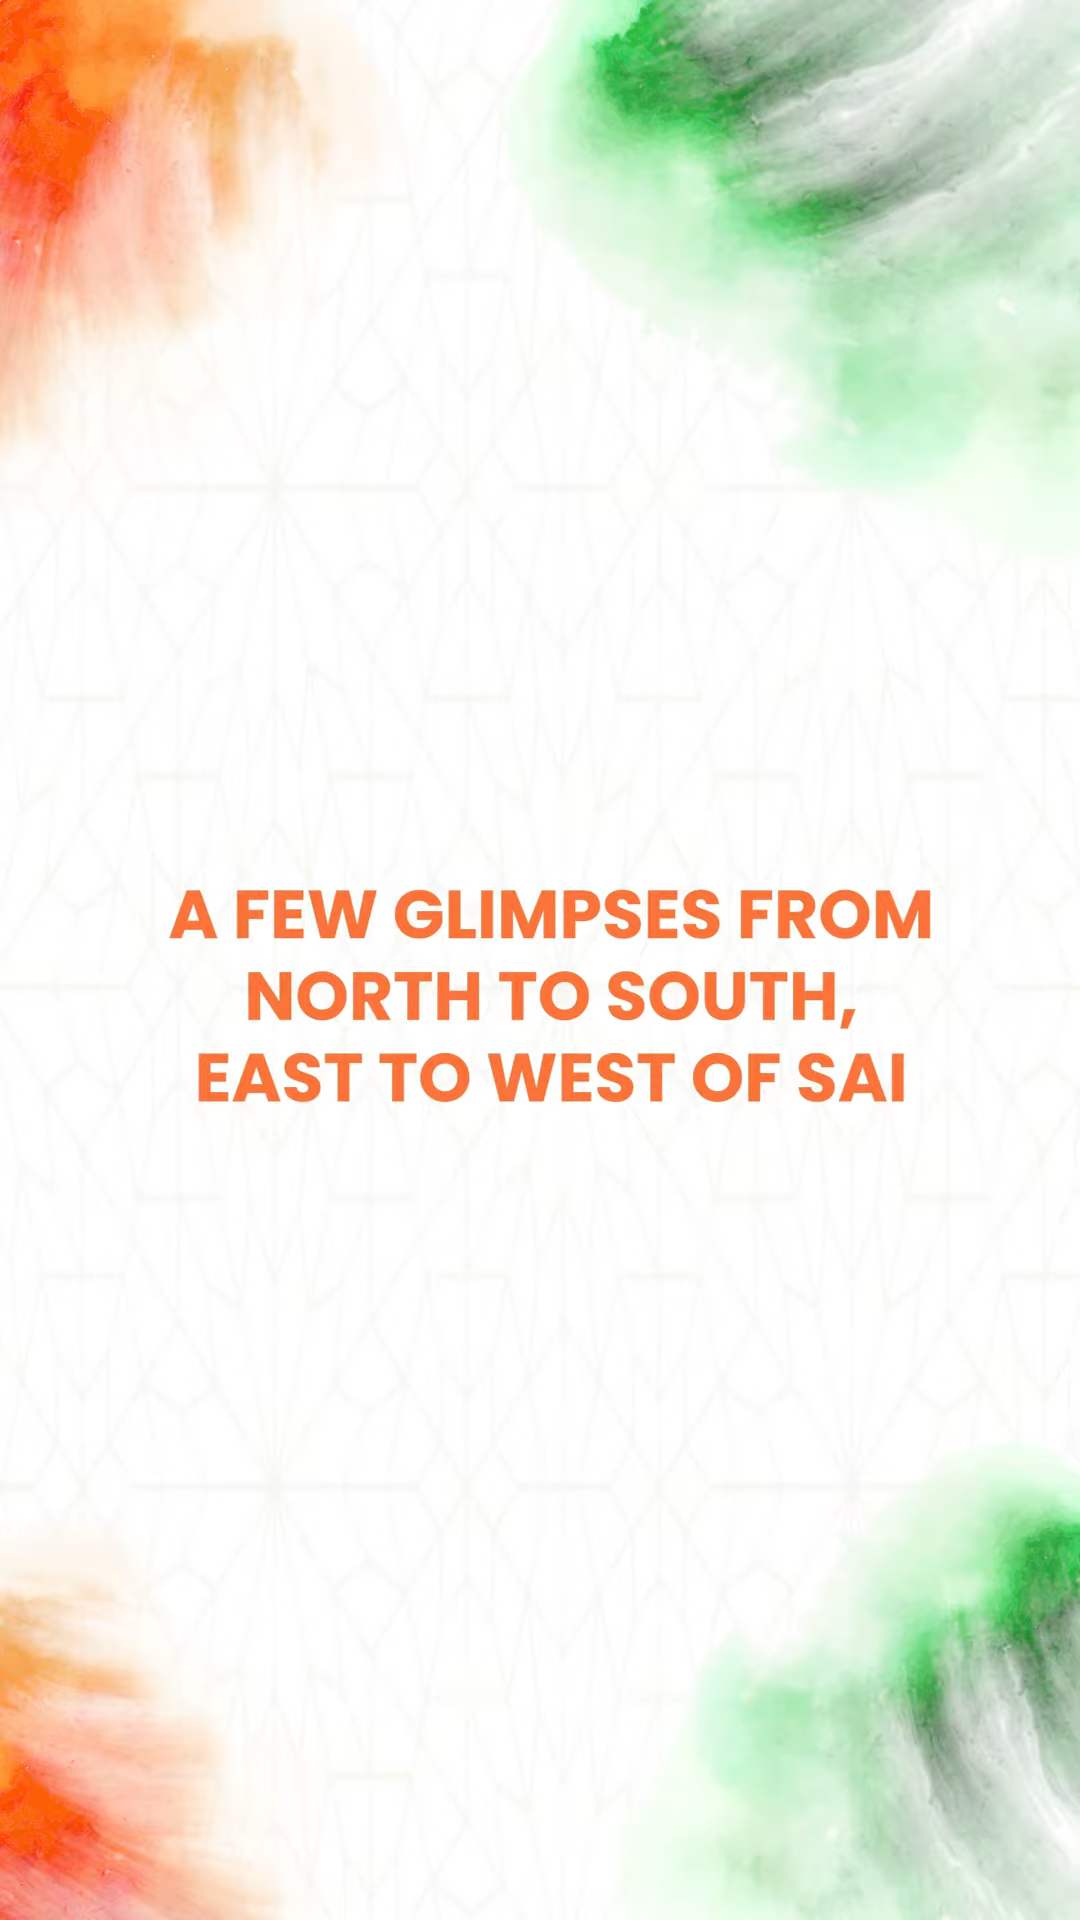 A FEW GLIMPSES FROM
NORTH TO SOUTH,
EAST TO WEST OF SAI